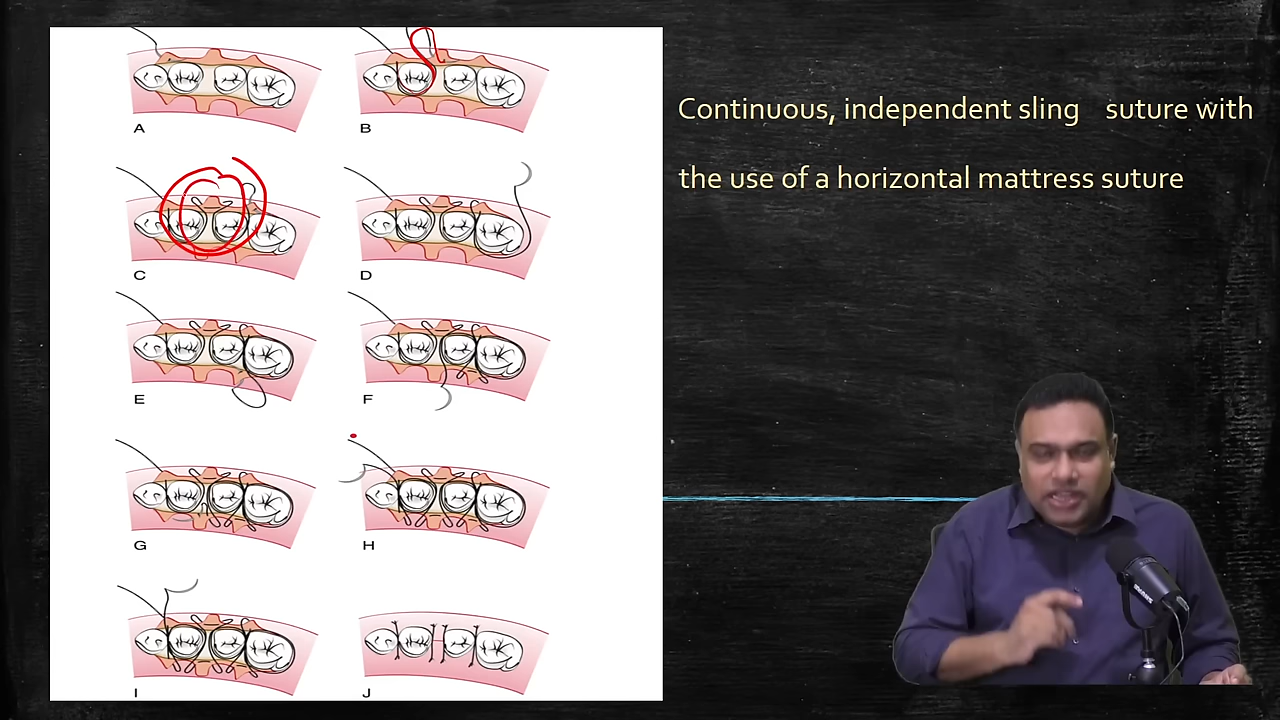 Continuous, independent sling suture with
the use of a horizontal mattress suture
A
B
C
D
E
F
G
H
I
J